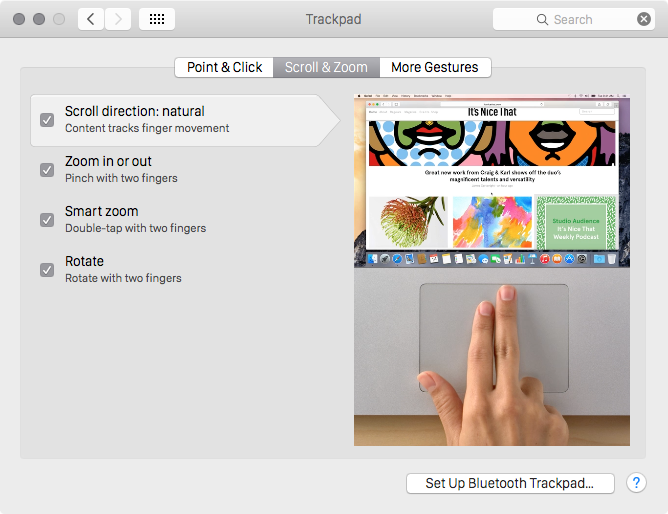 Trackpad
Search
Point & Click
Scroll & Zoom
More Gestures
Scroll direction: natural
Content tracks finger movement
Zoom in or out
Pinch with two fingers
Smart zoom
Double-tap with two fingers
Rotate
Rotate with two fingers
It's Nice That
Great new work from Craig & Karl shows off the duo's
magnificent talents and versatility
Studio Audience
It's Nice That
Weekly Podcast
Set Up Bluetooth Trackpad...
?